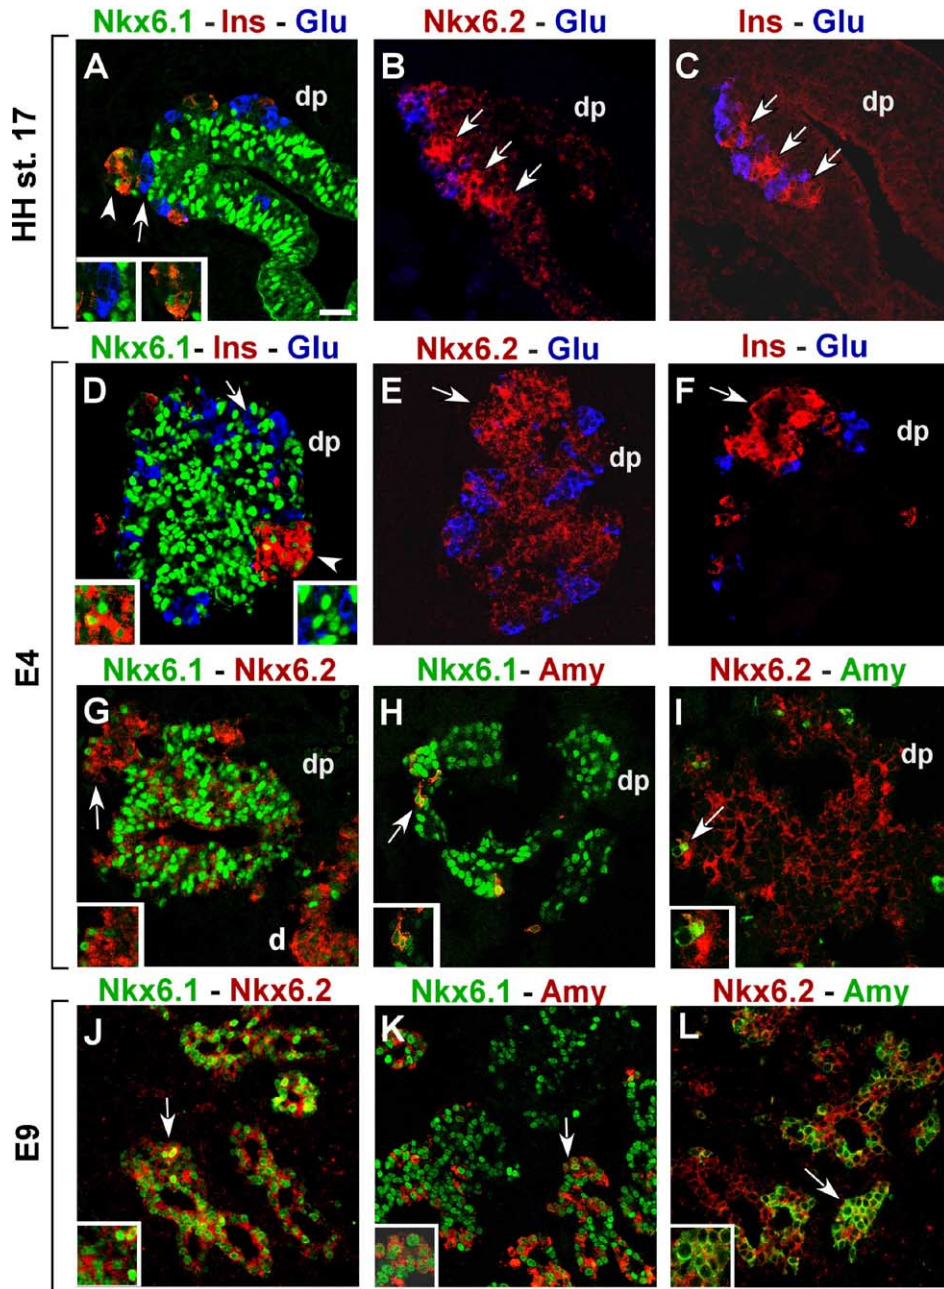 Nkx6.1 - Ins - Glu
Nkx6.2 - Glu
Ins - Glu
HH st. 17
A
dp
B
dp
C
dp
Nkx6.1- Ins - Glu
Nkx6.2 - Glu
Ins - Glu
E4
D
dp
E
dp
F
dp
Nkx6.1 - Nkx6.2
Nkx6.1- Amy
Nkx6.2 - Amy
G
dp
d
H
dp
I
dp
Nkx6.1 - Nkx6.2
Nkx6.1 - Amy
Nkx6.2 - Amy
E9
J
K
L